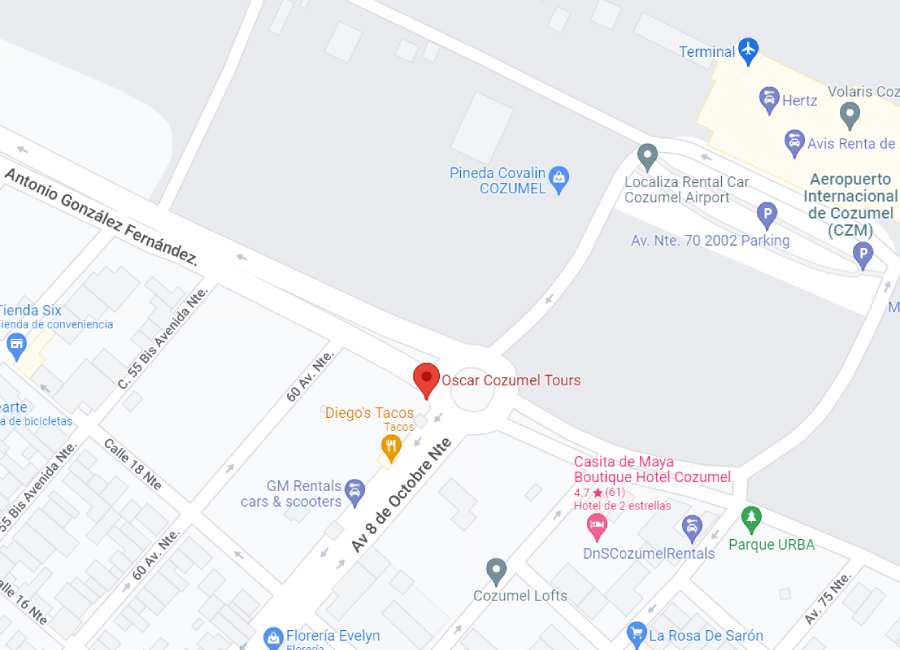 Terminal
Hertz
Volaris Coz
Avis Renta de
Pineda Covalin
COZUMEL
Localiza Rental Car
Cozumel Airport
Aeropuerto
Internacional
de Cozumel
(CZM)
P
Av. Nte. 70 2002 Parking
P
M
Antonio González Fernández.
Tienda Six
Tienda de conveniencia
C. 55 Bis Avenida Nte.
60 Av. Nte.
Oscar Cozumel Tours
Diego's Tacos
Tacos
earte
a de bicicletas
Calle 18 Nte
55 Bis Avenida Nte.
GM Rentals
cars & scooters
Av 8 de Octobre Nte
Casita de Maya
Boutique Hotel Cozumel
4.7 ★ (61)
Hotel de 2 estrellas
DnSCozumelRentals
Parque URBA
60 Av. Nte.
Calle 16 Nte
Cozumel Lofts
Av. 75 Nte.
Florería Evelyn
Florería
La Rosa De Sarón